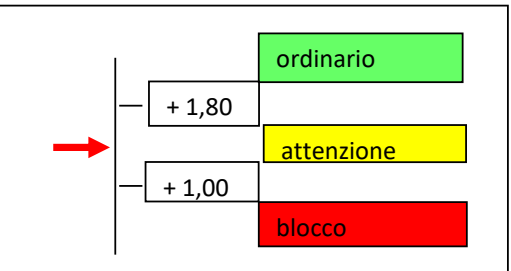 ordinario
+ 1,80
attenzione
+ 1,00
blocco